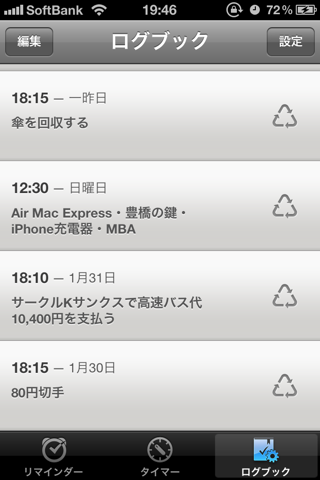 SoftBank 19:46 72%
編集 ログブック 設定
18:15 — 一昨日
傘を回収する
12:30 — 日曜日
Air Mac Express・豊橋の鍵・
iPhone充電器・MBA
18:10 — 1月31日
サークルKサンクスで高速バス代
10,400円を支払う
18:15 — 1月30日
80円切手
リマインダー タイマー ログブック